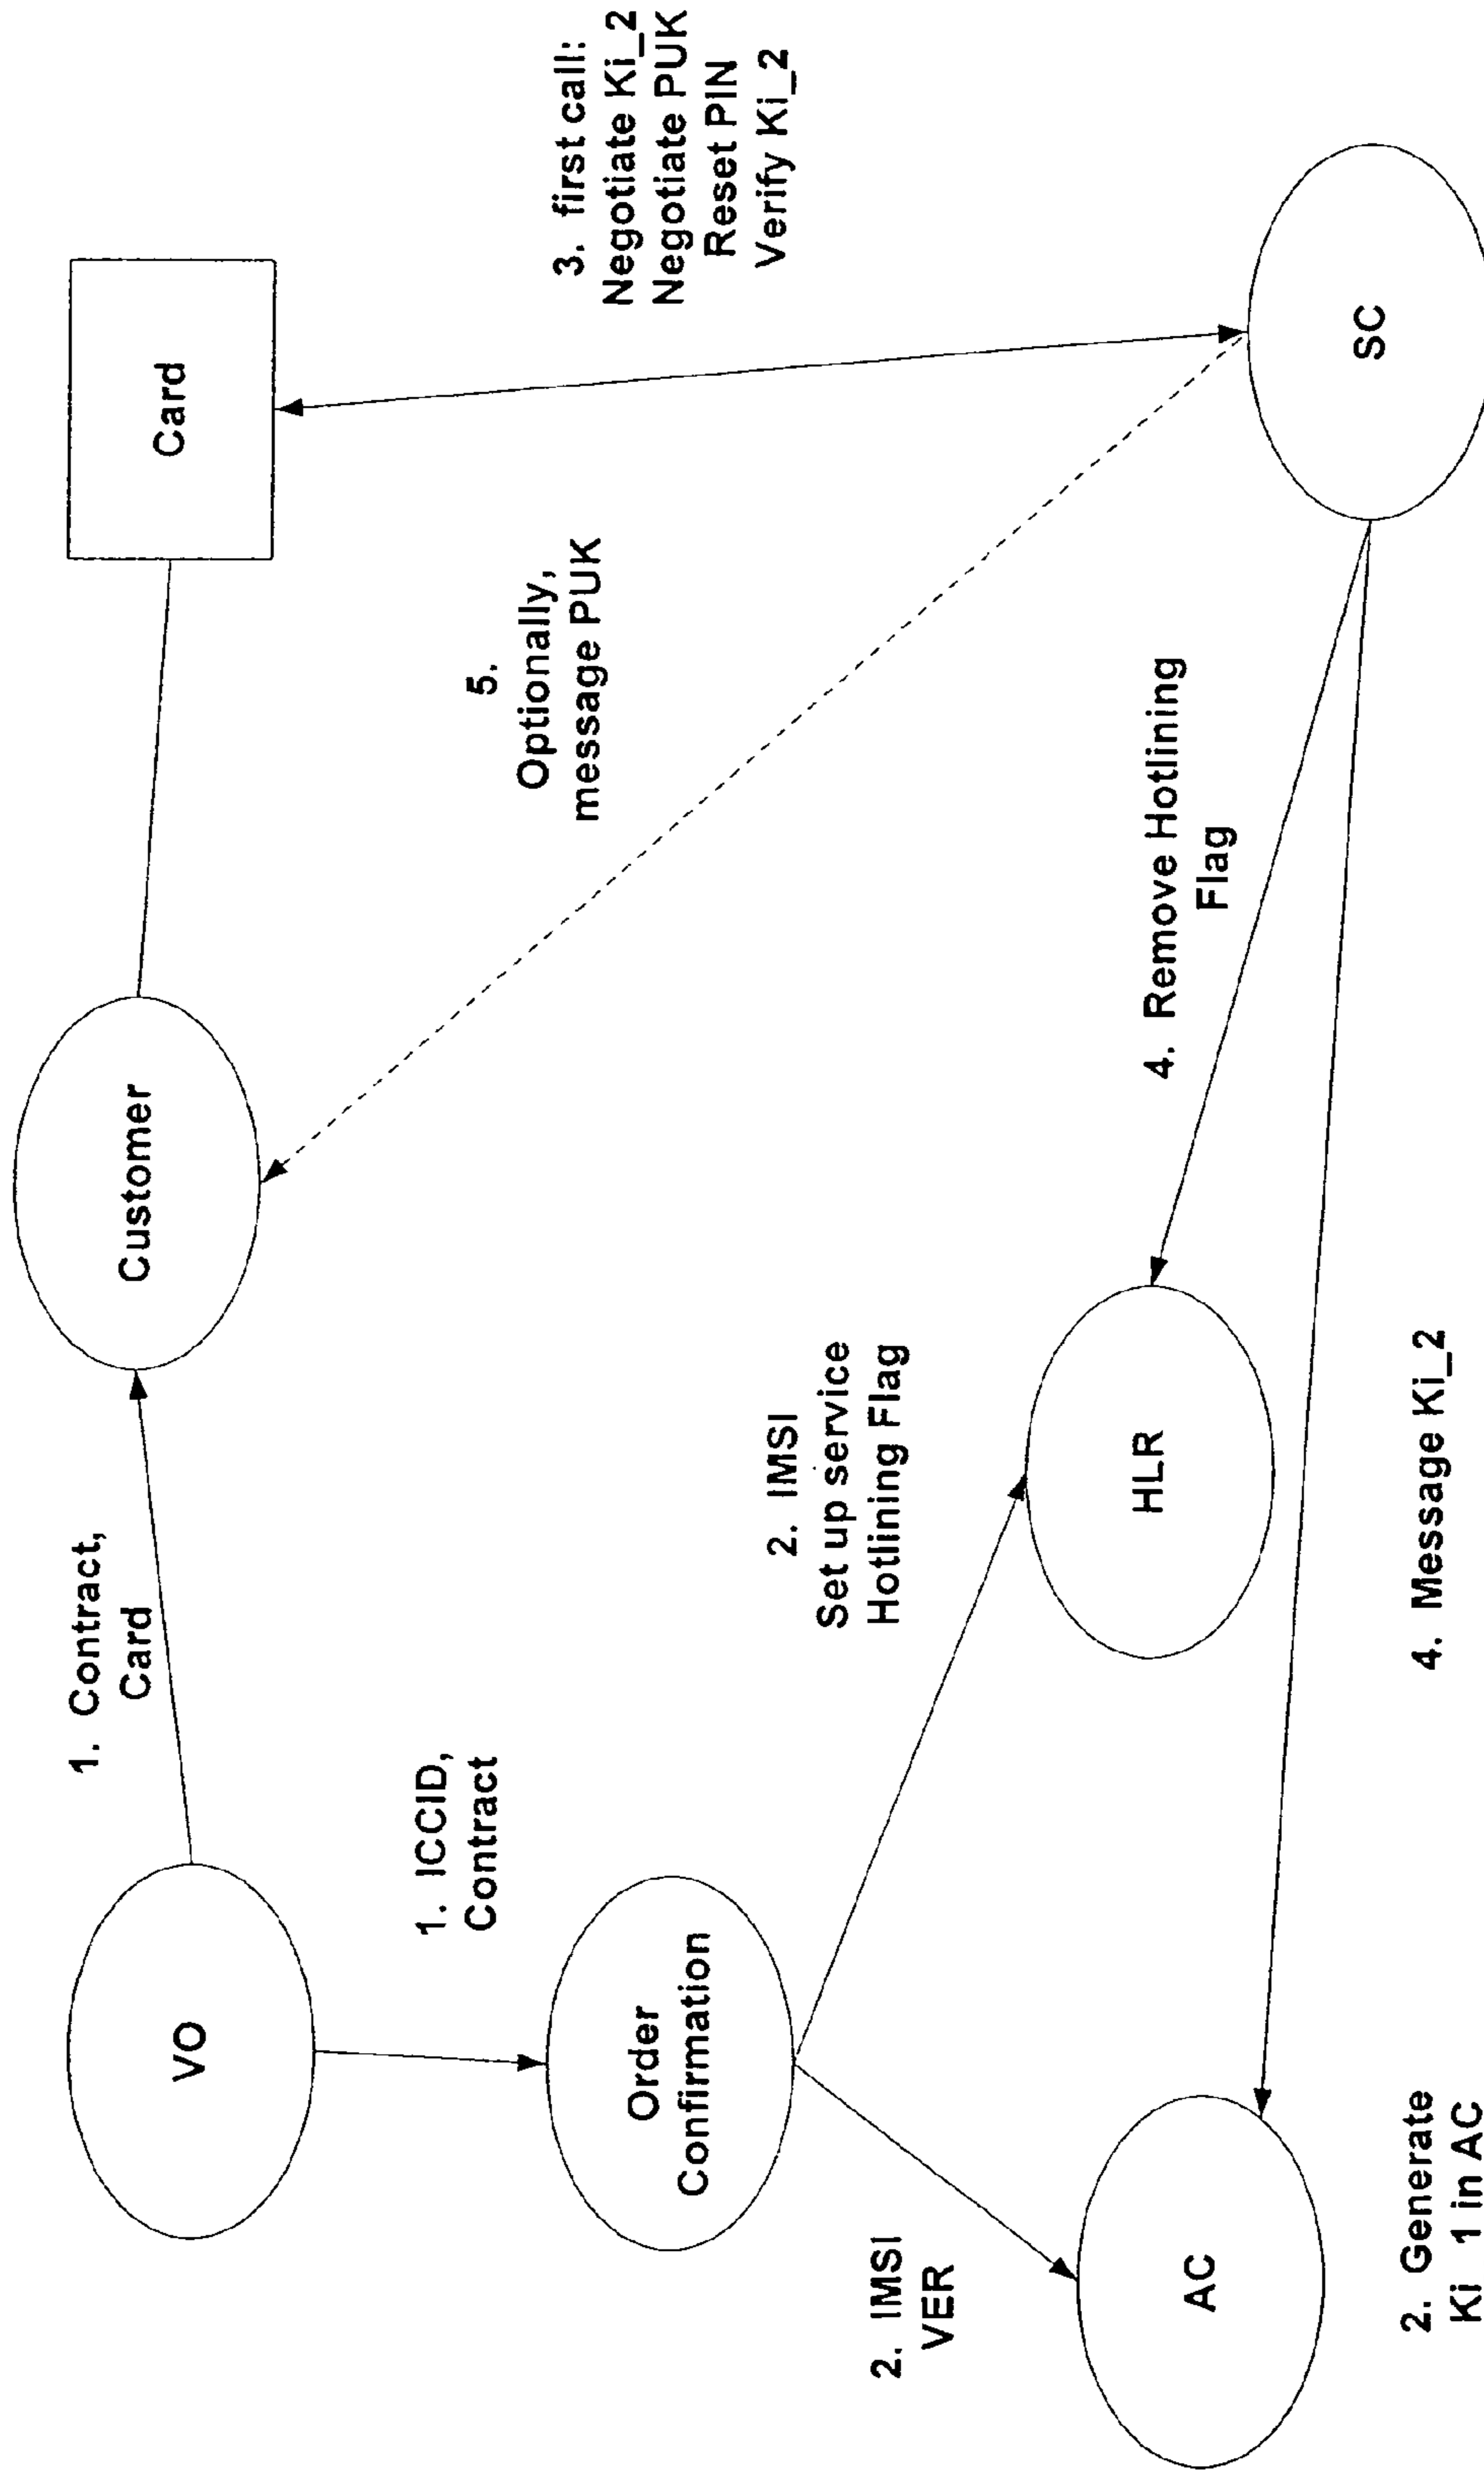 VO
1. Contract,
Card
Customer
Card
1. ICCID,
Contract
Order
Confirmation
5.
Optionally,
message PUK
3. first call:
Negotiate Ki_2
Negotiate PUK
Reset PIN
Verify Ki_2
2. IMSI
VER
2. IMSI
Set up service
Hotlining Flag
AC
HLR
4. Remove Hotlining
Flag
SC
2. Generate
Ki 1 in AC
4. Message Ki_2